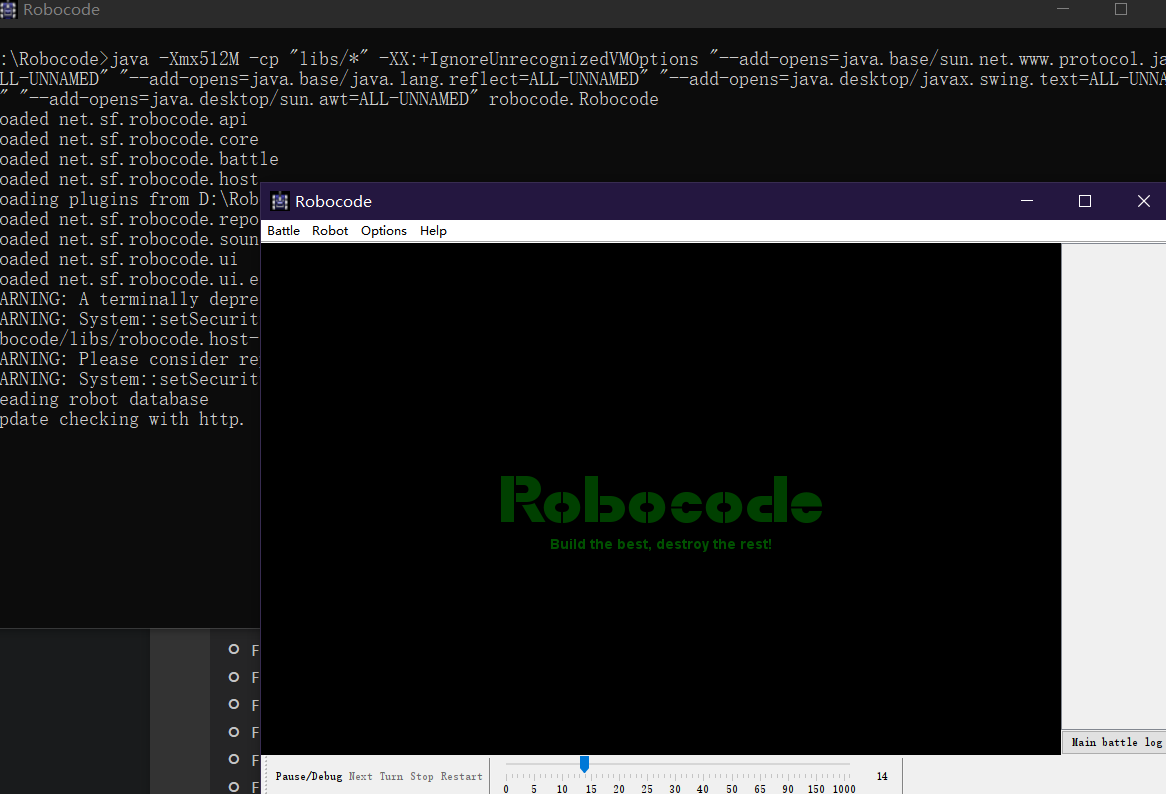 Robocode
:\Robocode>java -Xmx512M -cp "libs/*" -XX:+IgnoreUnrecognizedVMOptions "--add-opens=java.base/sun.net.www.protocol.ja
LL-UNNAMED" "--add-opens=java.base/java.lang.reflect=ALL-UNNAMED" "--add-opens=java.desktop/javax.swing.text=ALL-UNNA
" "--add-opens=java.desktop/sun.awt=ALL-UNNAMED" robocode.Robocode
oaded net.sf.robocode.api
oaded net.sf.robocode.core
oaded net.sf.robocode.battle
oaded net.sf.robocode.host
oading plugins from D:\Rob
oaded net.sf.robocode.repo
oaded net.sf.robocode.soun
oaded net.sf.robocode.ui
oaded net.sf.robocode.ui.e
ARNING: A terminally depre
ARNING: System::setSecurit
bocode/libs/robocode.host-
ARNING: Please consider re
ARNING: System::setSecurit
eading robot database
pdate checking with http.
Robocode
Battle Robot Options Help
Robocode
Build the best, destroy the rest!
Main battle log
Pause/Debug Next Turn Stop Restart
14
0 5 10 15 20 25 30 40 50 65 90 150 1000
F
F
F
F
F
F